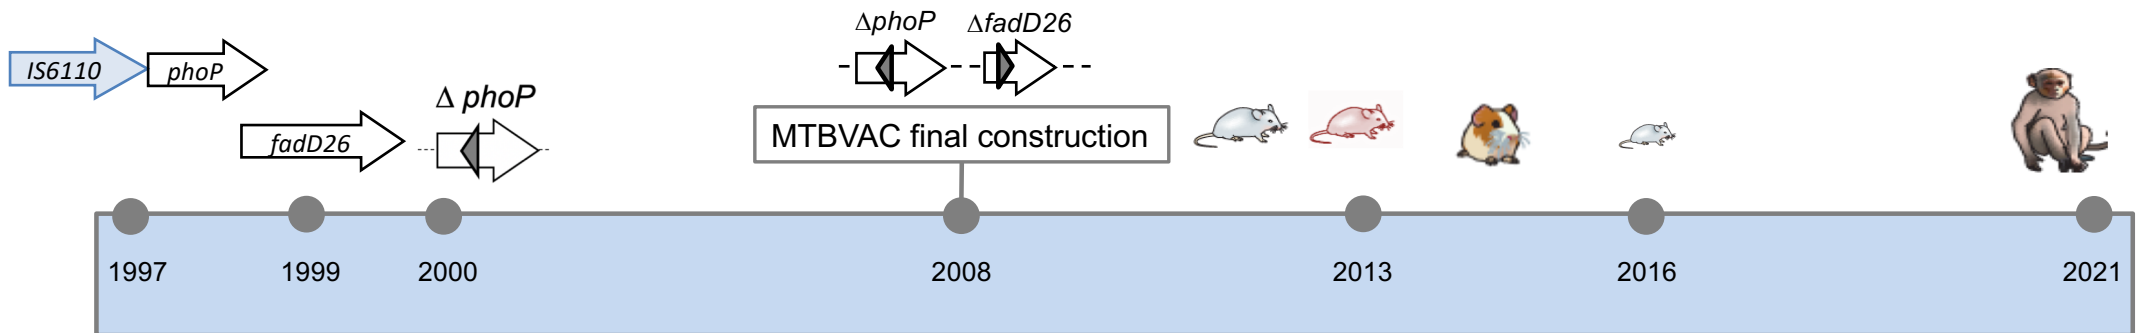 IS6110
phoP
fadD26
Δ phoP
ΔphoP
ΔfadD26
MTBVAC final construction
1997
1999
2000
2008
2013
2016
2021